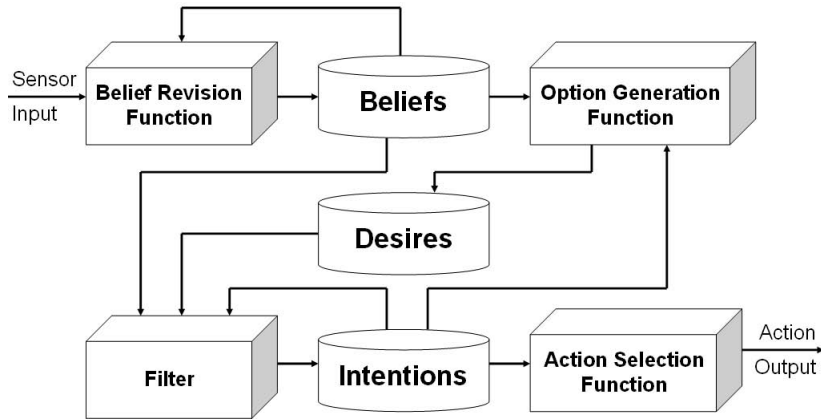 Sensor
Input
Belief Revision
Function
Beliefs
Option Generation
Function
Desires
Filter
Intentions
Action Selection
Function
Action
Output